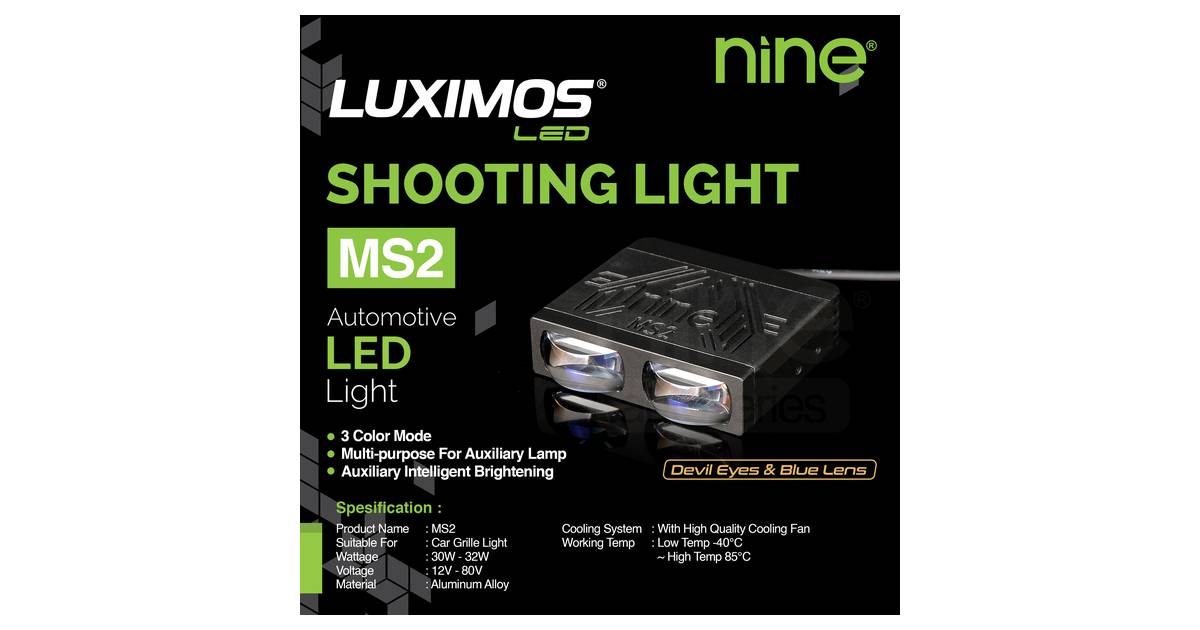 nine®
LUXIMOS®
LED
SHOOTING LIGHT
MS2
Automotive
LED
Light
nine
MS2
3 Color Mode
Multi-purpose For Auxiliary Lamp
Auxiliary Intelligent Brightening
Devil Eyes & Blue Lens
Spesification :
Product Name : MS2
Suitable For : Car Grille Light
Wattage : 30W - 32W
Voltage : 12V - 80V
Material : Aluminum Alloy
Cooling System : With High Quality Cooling Fan
Working Temp : Low Temp -40°C
~ High Temp 85°C